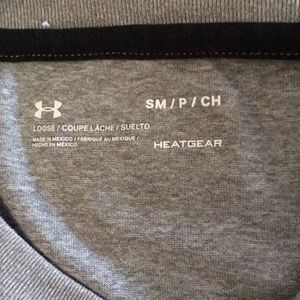 SM / P / CH
LOOSE / COUPE LÂCHE / SUELTO
MADE IN MEXICO / FABRIQUÉ AU MEXIQUE /
HECHO EN MÉXICO
HEATGEAR